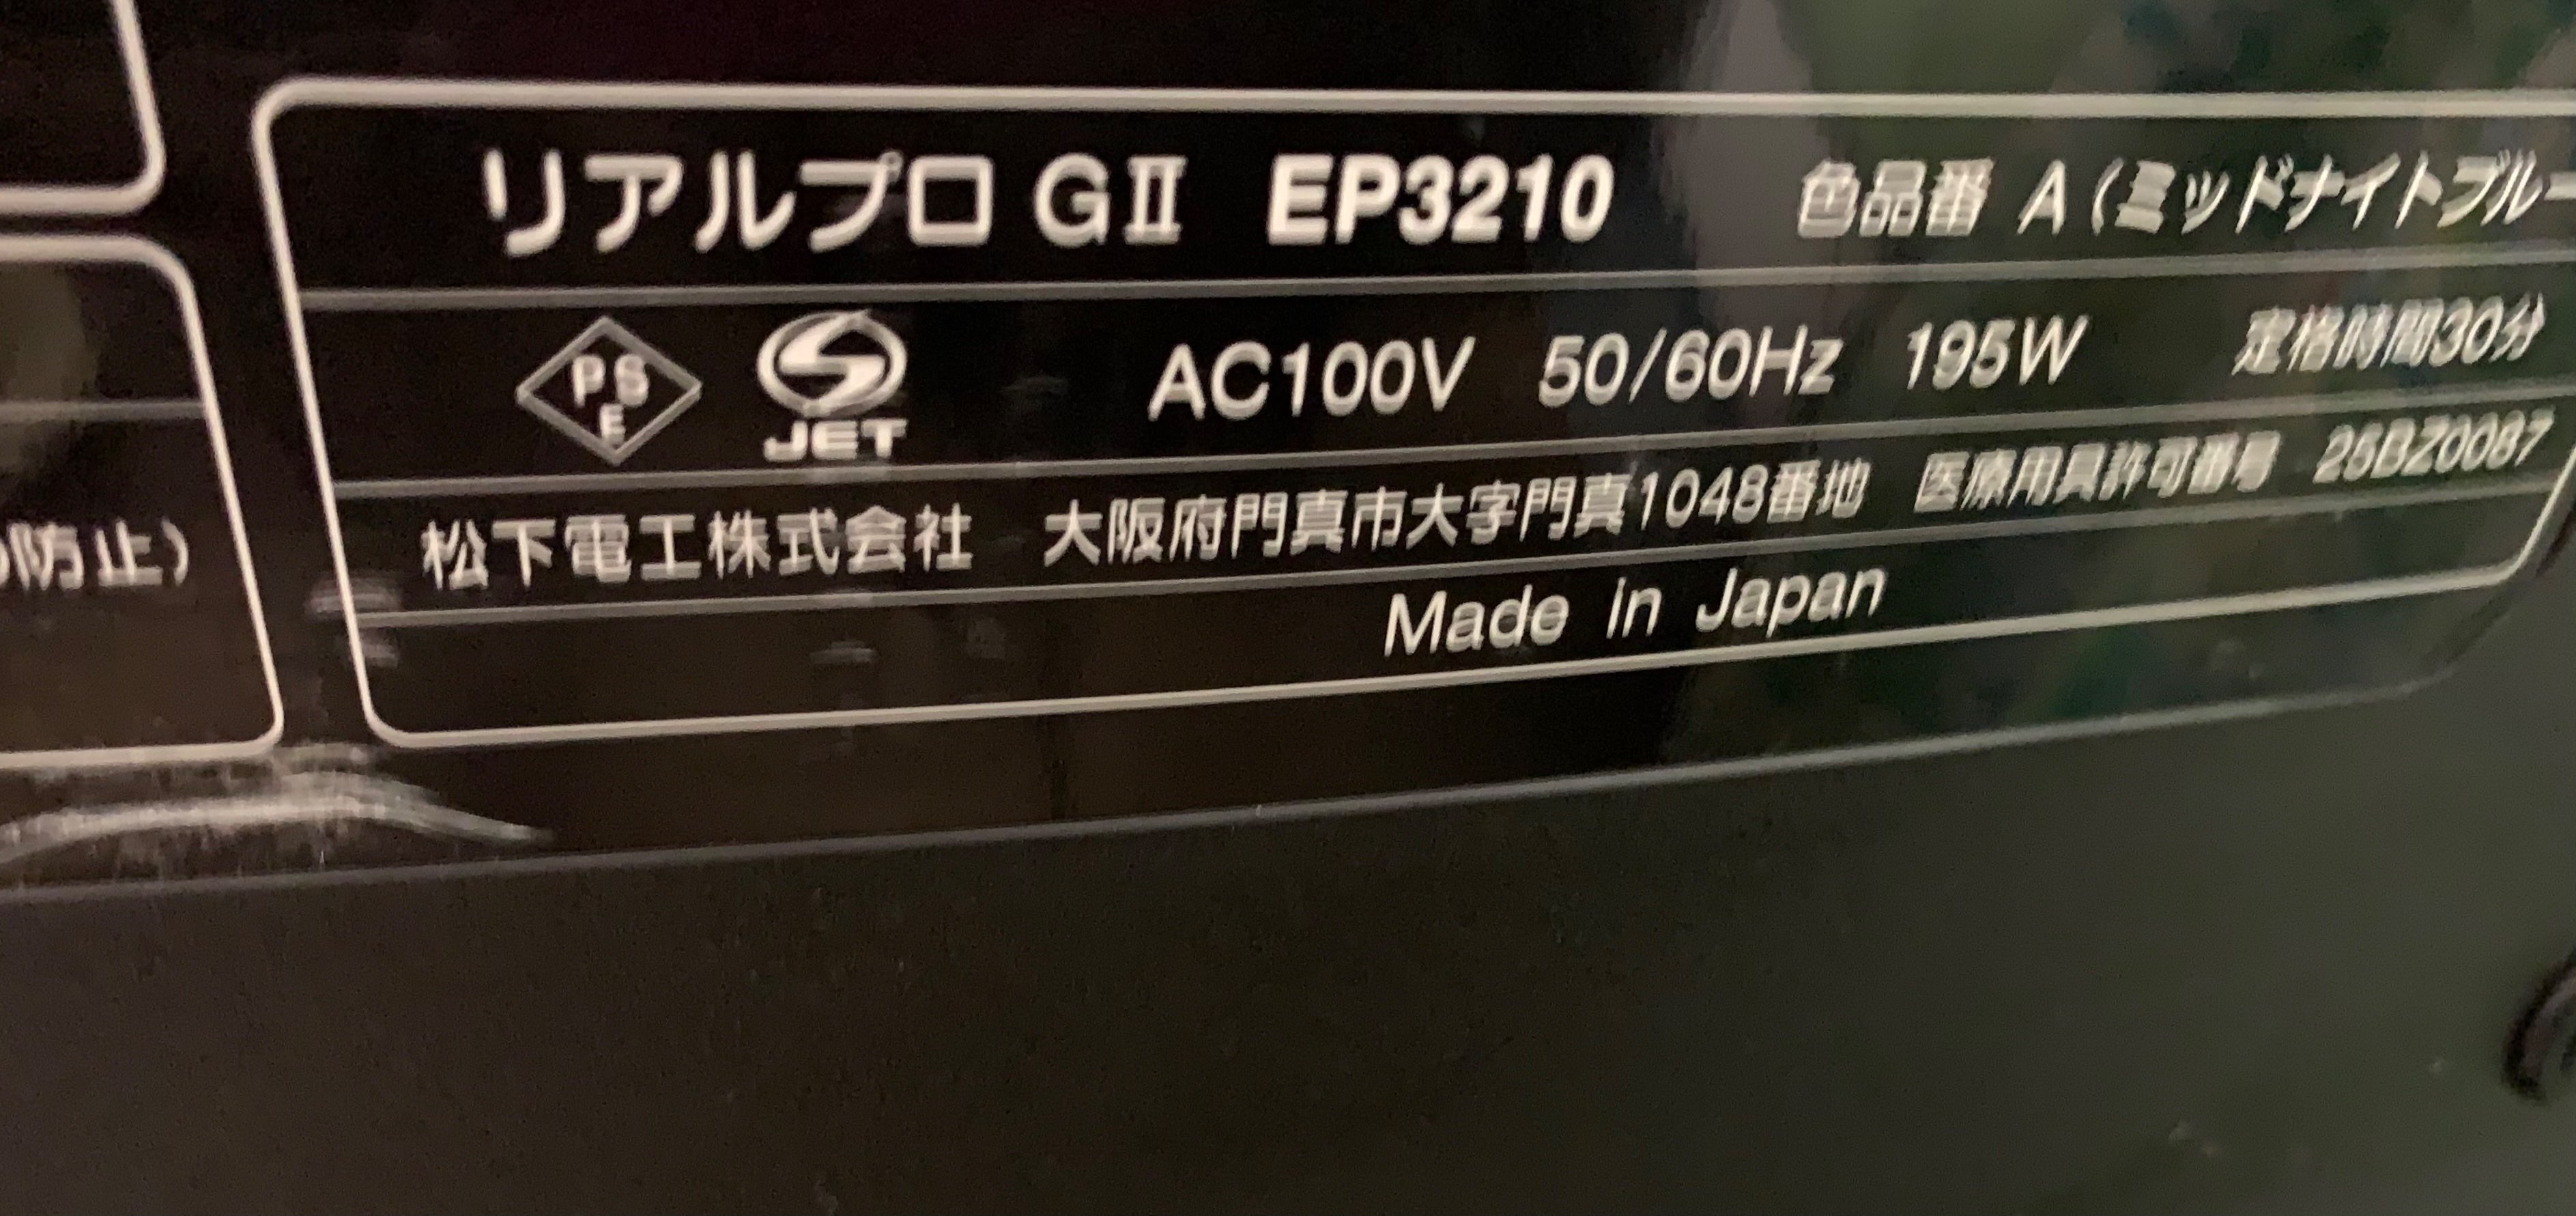 リアルプロ GⅡ EP3210 色品番 A(ミッドナイトブルー
PSE JET AC100V 50/60Hz 195W 定格時間30分
松下電工株式会社 大阪府門真市大字門真1048番地 医療用具許可番号 25BZ0087
防止)
Made in Japan